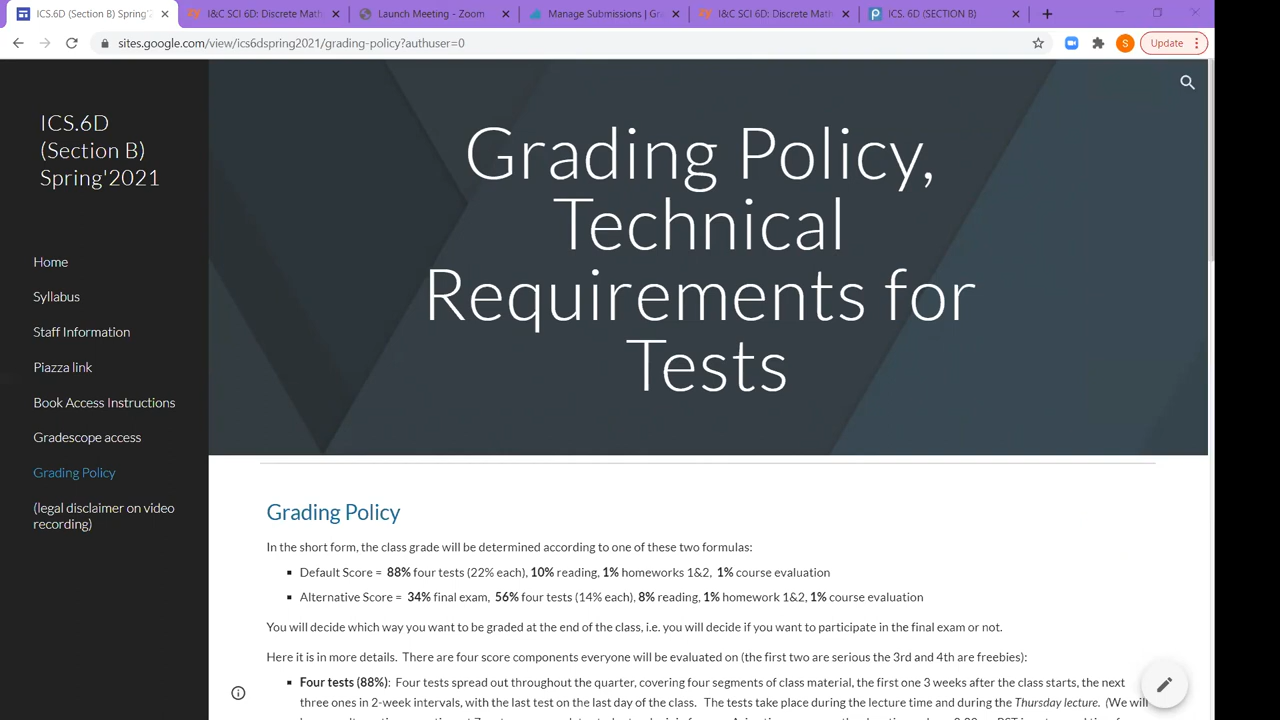 ICS.6D (Section B) Spring'2
I&C SCI 6D: Discrete Math
Launch Meeting - Zoom
Manage Submissions | Gra
I&C SCI 6D: Discrete Math
ICS. 6D (SECTION B)
sites.google.com/view/ics6dspring2021/grading-policy?authuser=0
S
Update
ICS.6D
(Section B)
Spring'2021
Home
Syllabus
Staff Information
Piazza link
Book Access Instructions
Gradescope access
Grading Policy
(legal disclaimer on video
recording)
Grading Policy,
Technical
Requirements for
Tests
Grading Policy
In the short form, the class grade will be determined according to one of these two formulas:
Default Score = 88% four tests (22% each), 10% reading, 1% homeworks 1&2, 1% course evaluation
Alternative Score = 34% final exam, 56% four tests (14% each), 8% reading, 1% homework 1&2, 1% course evaluation
You will decide which way you want to be graded at the end of the class, i.e. you will decide if you want to participate in the final exam or not.
Here it is in more details. There are four score components everyone will be evaluated on (the first two are serious the 3rd and 4th are freebies):
Four tests (88%): Four tests spread out throughout the quarter, covering four segments of class material, the first one 3 weeks after the class starts, the next
three ones in 2-week intervals, with the last test on the last day of the class. The tests take place during the lecture time and during the Thursday lecture. (We will